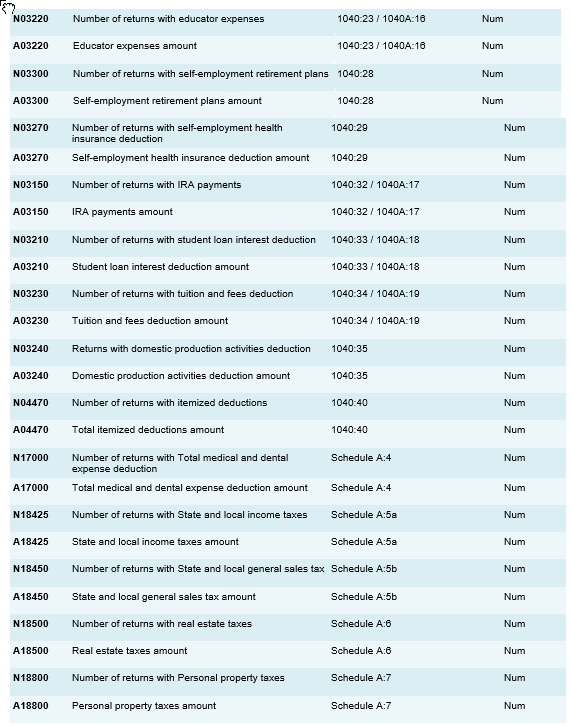 N03220 Number of returns with educator expenses 1040:23 / 1040A:16 Num
A03220 Educator expenses amount 1040:23 / 1040A:16 Num
N03300 Number of returns with self-employment retirement plans 1040:28 Num
A03300 Self-employment retirement plans amount 1040:28 Num
N03270 Number of returns with self-employment health 1040:29 Num
insurance deduction
A03270 Self-employment health insurance deduction amount 1040:29 Num
N03150 Number of returns with IRA payments 1040:32 / 1040A:17 Num
A03150 IRA payments amount 1040:32 / 1040A:17 Num
N03210 Number of returns with student loan interest deduction 1040:33 / 1040A:18 Num
A03210 Student loan interest deduction amount 1040:33 / 1040A:18 Num
N03230 Number of returns with tuition and fees deduction 1040:34 / 1040A:19 Num
A03230 Tuition and fees deduction amount 1040:34 / 1040A:19 Num
N03240 Returns with domestic production activities deduction 1040:35 Num
A03240 Domestic production activities deduction amount 1040:35 Num
N04470 Number of returns with itemized deductions 1040:40 Num
A04470 Total itemized deductions amount 1040:40 Num
N17000 Number of returns with Total medical and dental Schedule A:4 Num
expense deduction
A17000 Total medical and dental expense deduction amount Schedule A:4 Num
N18425 Number of returns with State and local income taxes Schedule A:5a Num
A18425 State and local income taxes amount Schedule A:5a Num
N18450 Number of returns with State and local general sales tax Schedule A:5b Num
A18450 State and local general sales tax amount Schedule A:5b Num
N18500 Number of returns with real estate taxes Schedule A:6 Num
A18500 Real estate taxes amount Schedule A:6 Num
N18800 Number of returns with Personal property taxes Schedule A:7 Num
A18800 Personal property taxes amount Schedule A:7 Num